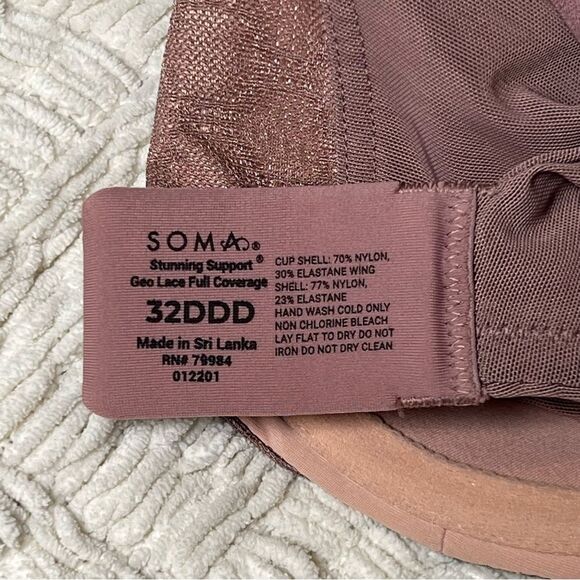 SOMA®
Stunning Support®
Geo Lace Full Coverage
32DDD
Made in Sri Lanka
RN# 79984
012201
CUP SHELL: 70% NYLON,
30% ELASTANE WING
SHELL: 77% NYLON,
23% ELASTANE
HAND WASH COLD ONLY
NON CHLORINE BLEACH
LAY FLAT TO DRY DO NOT
IRON DO NOT DRY CLEAN